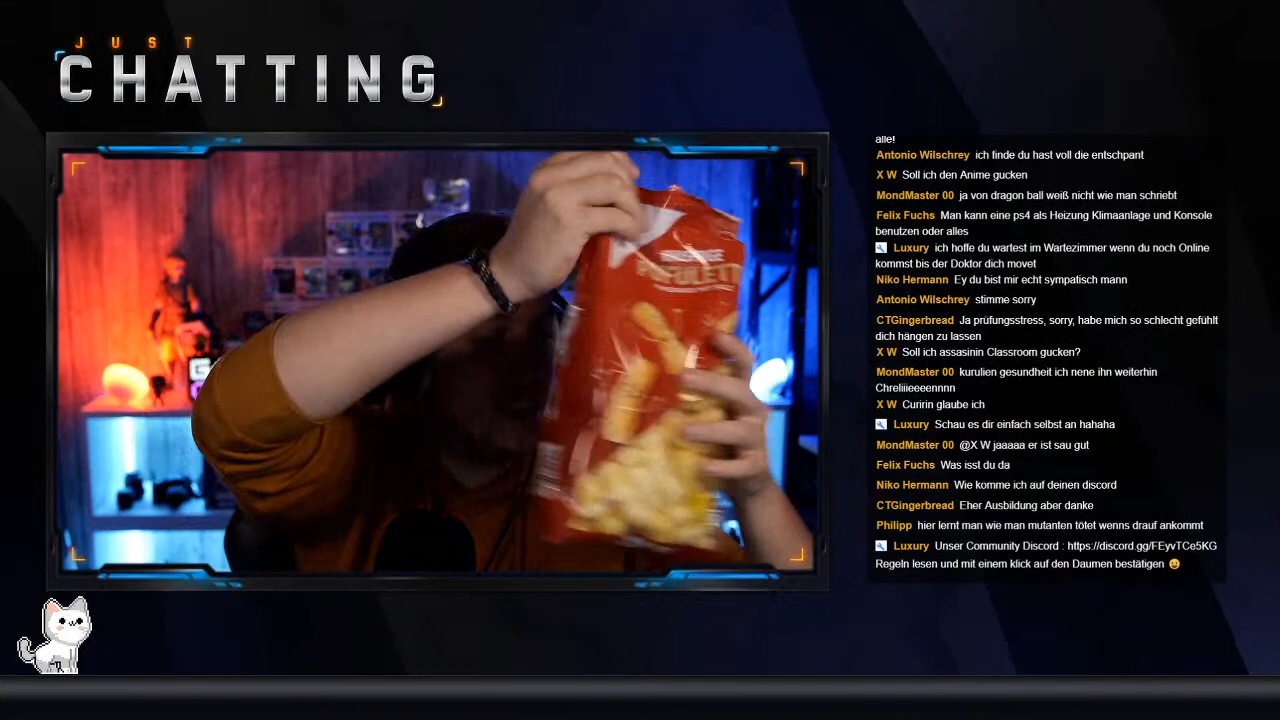 JUST
CHATTING
alle!
Antonio Wilschrey ich finde du hast voll die entschpant
X W Soll ich den Anime gucken
MondMaster 00 ja von dragon ball weiß nicht wie man schriebt
Felix Fuchs Man kann eine ps4 als Heizung Klimaanlage und Konsole
benutzen oder alles
Luxury ich hoffe du wartest im Wartezimmer wenn du noch Online
kommst bis der Doktor dich movet
Niko Hermann Ey du bist mir echt sympatisch mann
Antonio Wilschrey stimme sorry
CTGingerbread Ja prüfungsstress, sorry, habe mich so schlecht gefühlt
dich hängen zu lassen
X W Soll ich assasinin Classroom gucken?
MondMaster 00 kurulien gesundheit ich nene ihn weiterhin
Chreliiieeeennnn
X W Curirin glaube ich
Luxury Schau es dir einfach selbst an hahaha
MondMaster 00 @X W jaaaaa er ist sau gut
Felix Fuchs Was isst du da
Niko Hermann Wie komme ich auf deinen discord
CTGingerbread Eher Ausbildung aber danke
Philipp hier lernt man wie man mutanten tötet wenns drauf ankommt
Luxury Unser Community Discord : https://discord.gg/FEyvTCe5KG
Regeln lesen und mit einem klick auf den Daumen bestätigen 😀